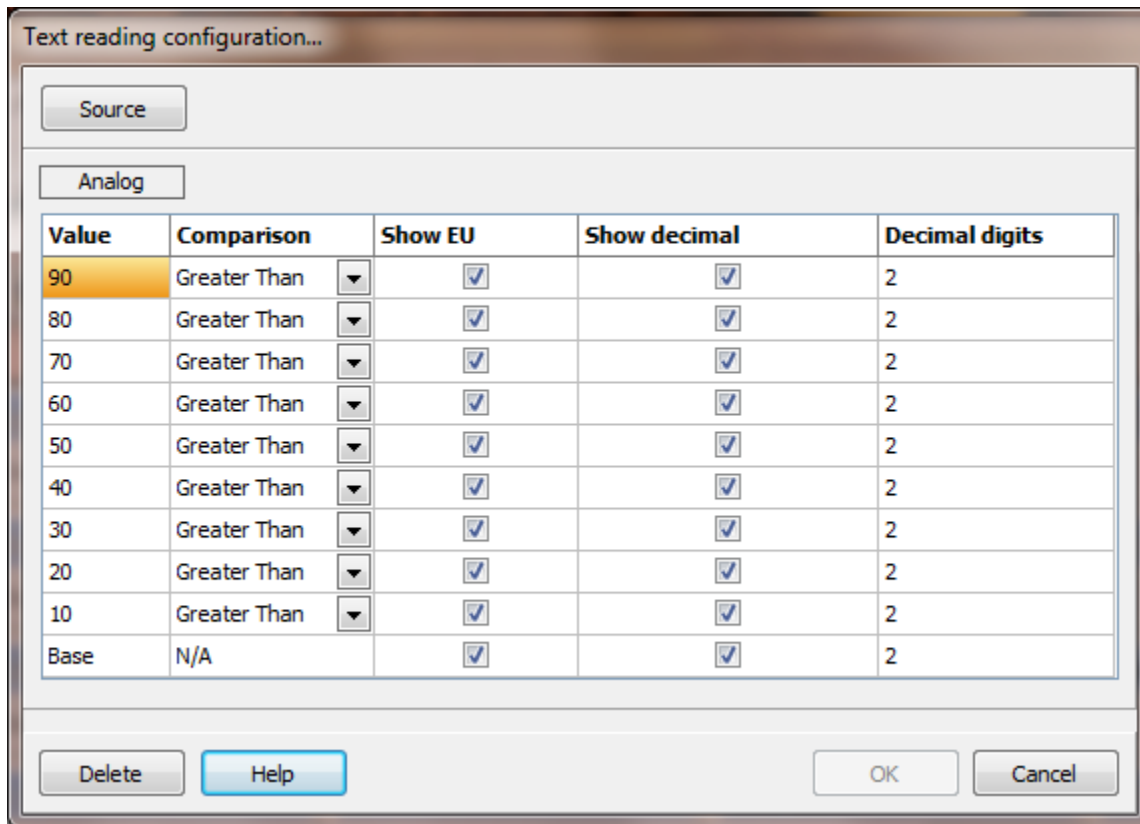 Text reading configuration...
Source
Analog
Value Comparison Show EU Show decimal Decimal digits
90 Greater Than 2
80 Greater Than 2
70 Greater Than 2
60 Greater Than 2
50 Greater Than 2
40 Greater Than 2
30 Greater Than 2
20 Greater Than 2
10 Greater Than 2
Base N/A 2
Delete Help OK Cancel